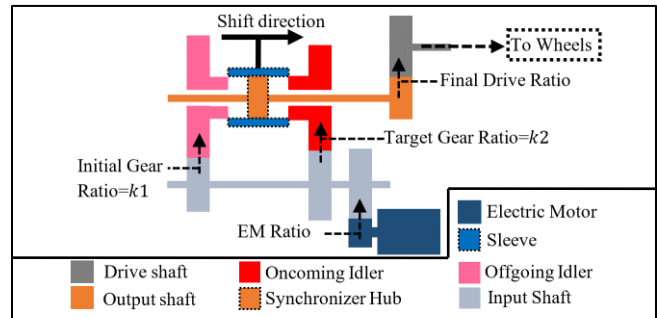 Shift direction
To Wheels
Final Drive Ratio
Target Gear Ratio=k2
Initial Gear
Ratio=k1
EM Ratio
Electric Motor
Sleeve
Drive shaft
Oncoming Idler
Offgoing Idler
Output shaft
Synchronizer Hub
Input Shaft